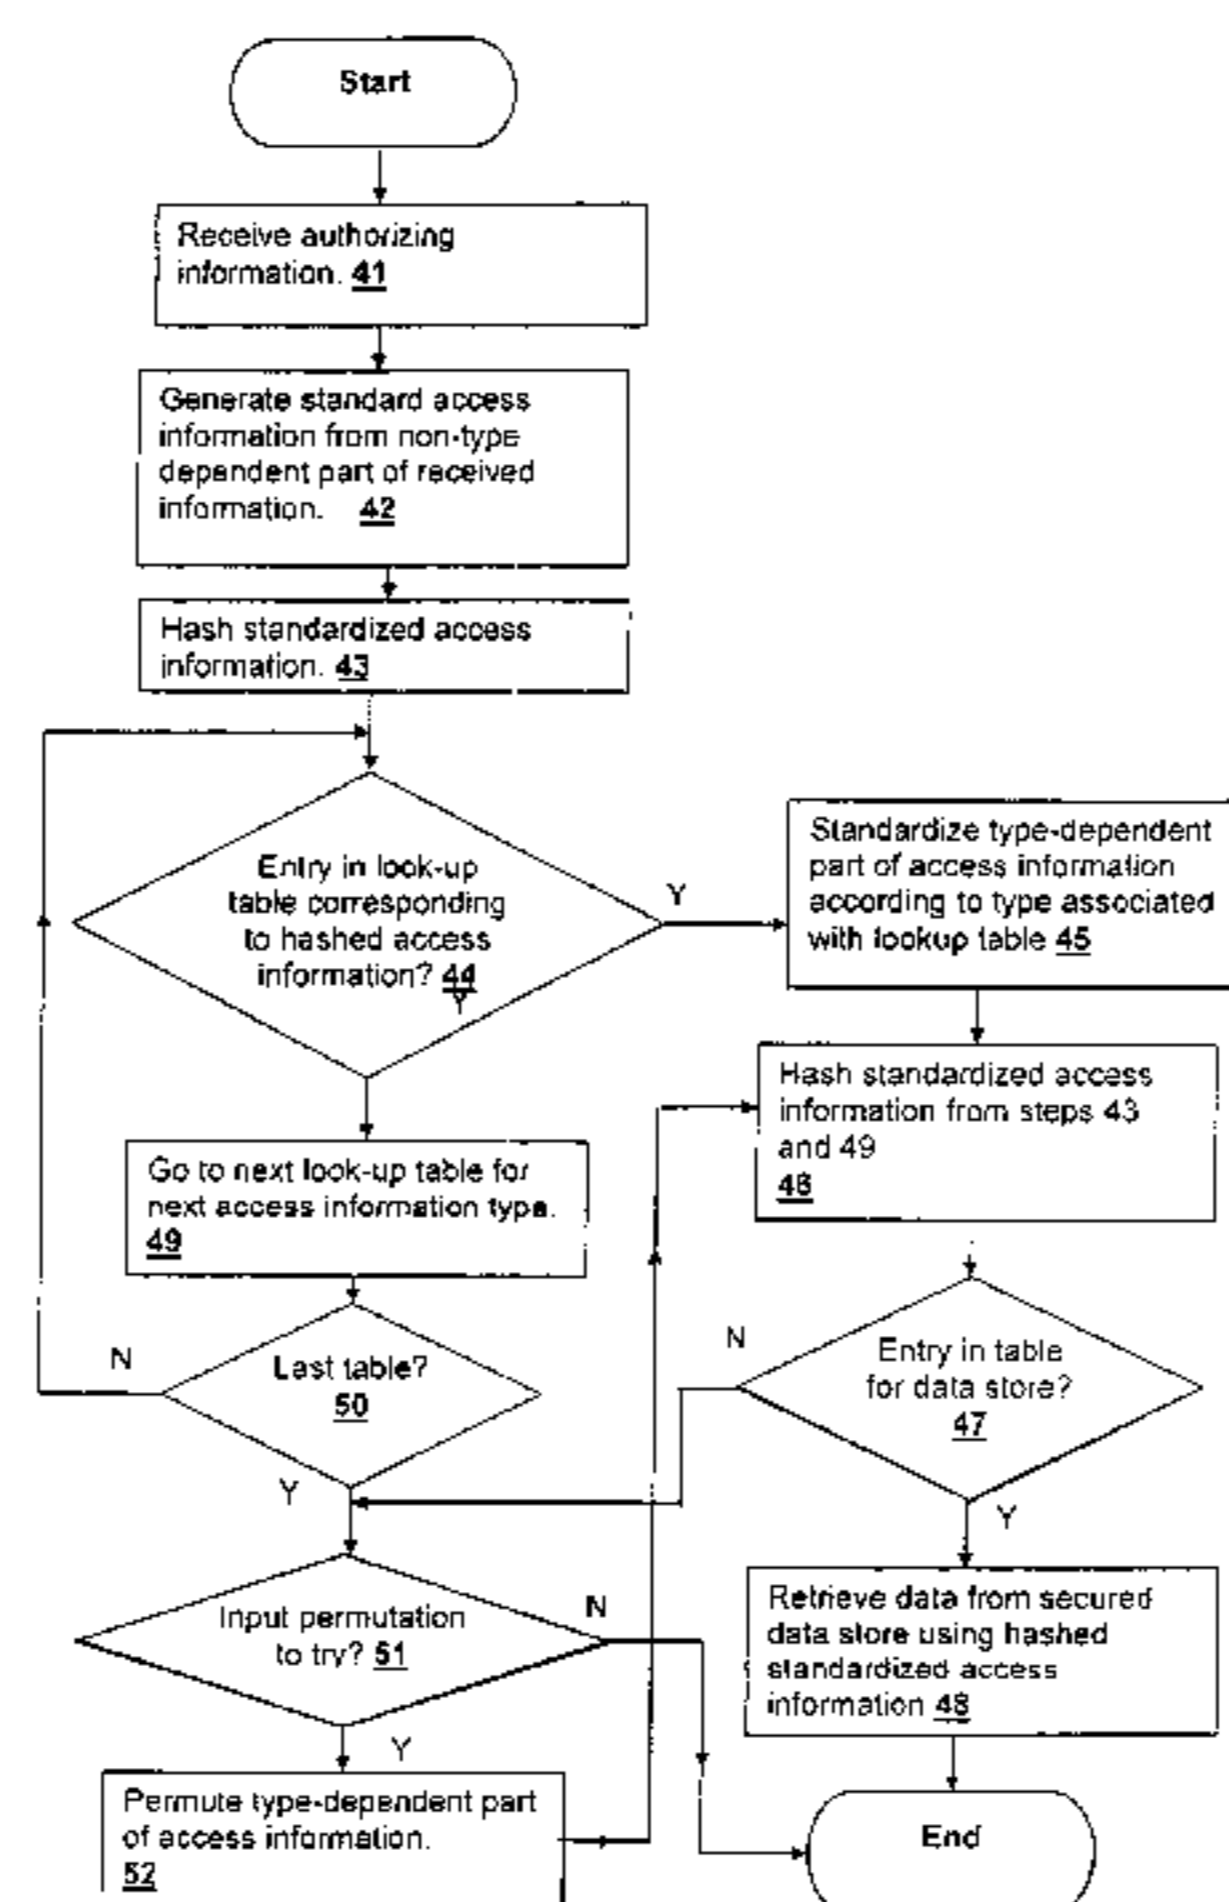 Start
Receive authorizing
information. 41
Generate standard access
information from non-type
dependent part of received
information. 42
Hash standardized access
information. 43
Entry in look-up
table corresponding
to hashed access
information? 44
Y
Y
Standardize type-dependent
part of access information
according to type associated
with lookup table 45
Hash standardized access
information from steps 43
and 49
46
Go to next look-up table for
next access information type.
49
N
Last table?
50
Y
N
Entry in table
for data store?
47
Y
Input permutation
to try? 51
N
Y
Retrieve data from secured
data store using hashed
standardized access
information 48
Permute type-dependent part
of access information.
52
End